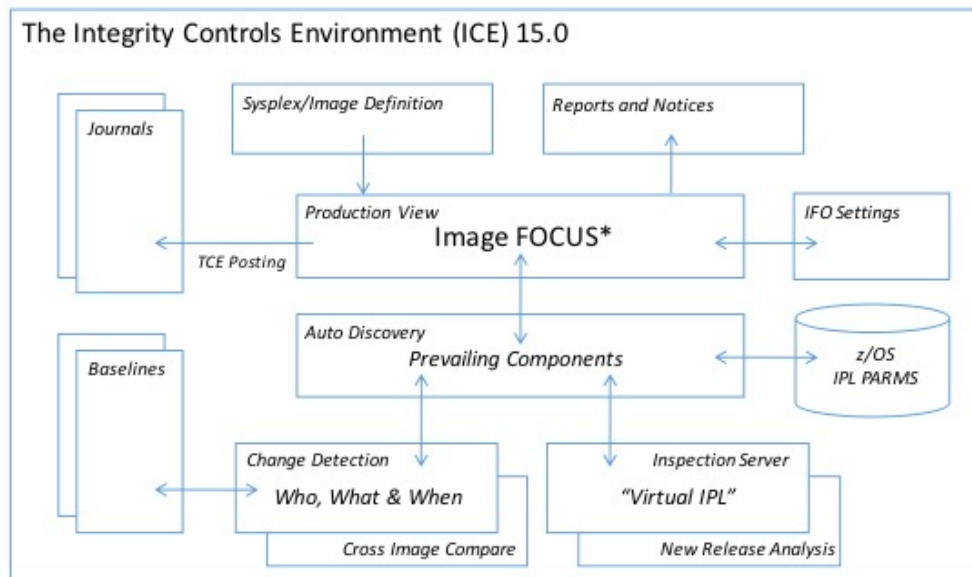 The Integrity Controls Environment (ICE) 15.0
Journals
Sysplex/Image Definition
Reports and Notices
Production View
Image FOCUS*
IFO Settings
TCE Posting
Auto Discovery
Prevailing Components
z/OS
IPL PARMS
Baselines
Change Detection
Who, What & When
Cross Image Compare
Inspection Server
“Virtual IPL”
New Release Analysis